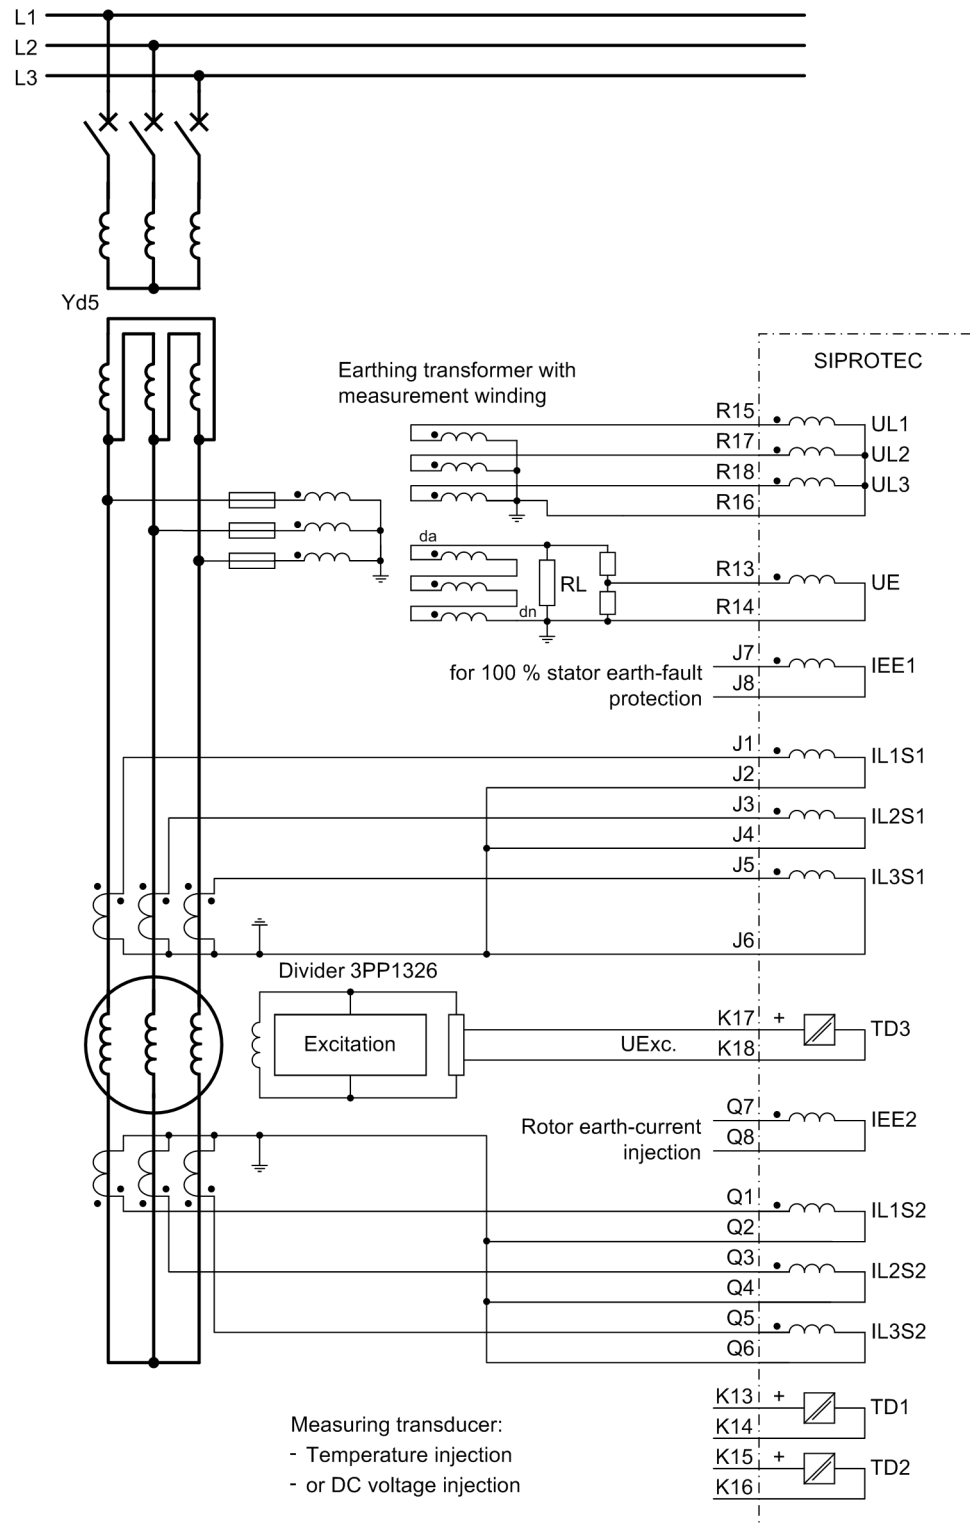 L1
L2
L3
Yd5
Earthing transformer with
measurement winding
SIPROTEC
R15
UL1
R17
UL2
R18
UL3
R16
da
RL
dn
R13
UE
R14
for 100 % stator earth-fault
protection
J7
IEE1
J8
J1
IL1S1
J2
J3
IL2S1
J4
J5
IL3S1
J6
Divider 3PP1326
Excitation
UExc.
K17
+
TD3
K18
Rotor earth-current
injection
Q7
IEE2
Q8
Q1
IL1S2
Q2
Q3
IL2S2
Q4
Q5
IL3S2
Q6
K13
+
TD1
K14
K15
+
TD2
K16
Measuring transducer:
- Temperature injection
- or DC voltage injection